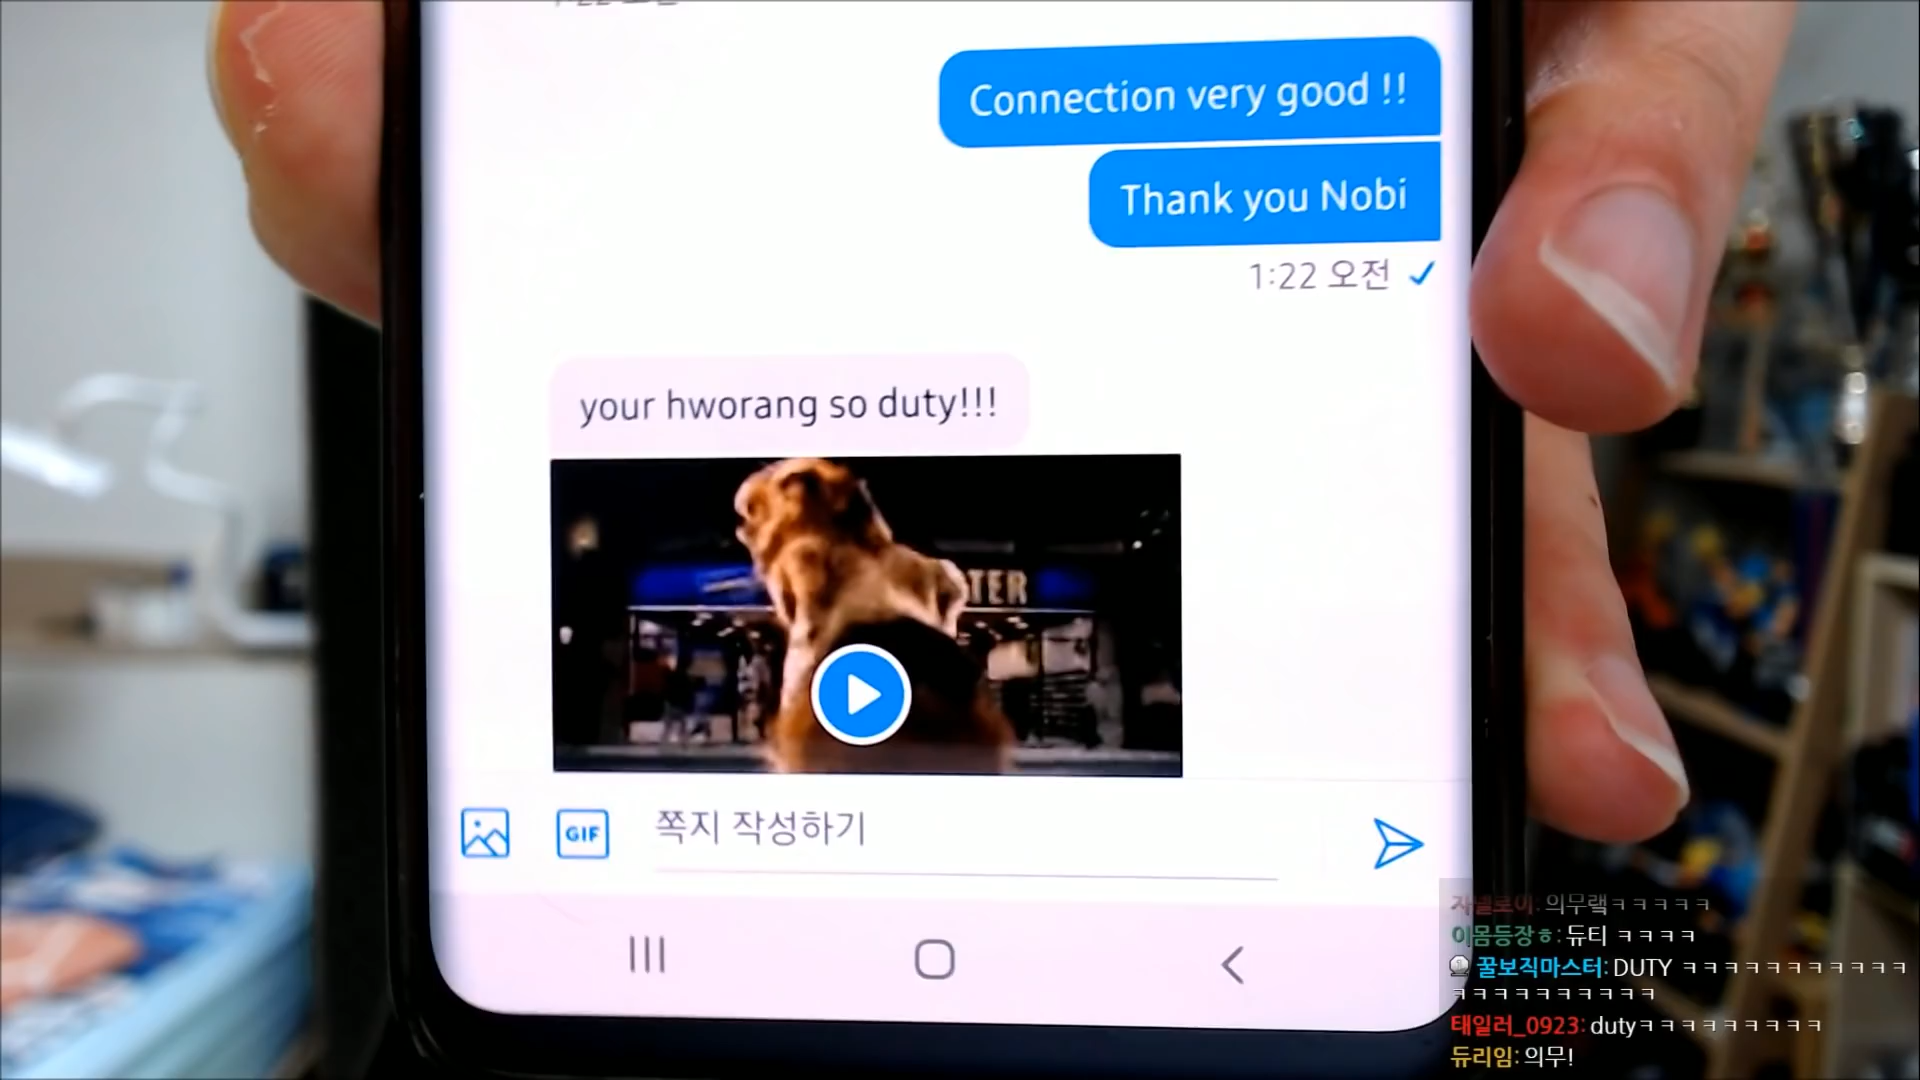 Connection very good !!
Thank you Nobi
1:22 오전
your hworang so duty!!!
TER
GIF
쪽지 작성하기
의무랰ㅋㅋㅋㅋㅋ
이몸등장ㅎ: 듀티 ㅋㅋㅋㅋ
꿀보직마스터: DUTY ㅋㅋㅋㅋㅋㅋㅋㅋㅋㅋㅋ
ㅋㅋㅋㅋㅋㅋㅋㅋㅋㅋ
태일러_0923: dutyㅋㅋㅋㅋㅋㅋㅋㅋㅋ
듀리임: 의무!